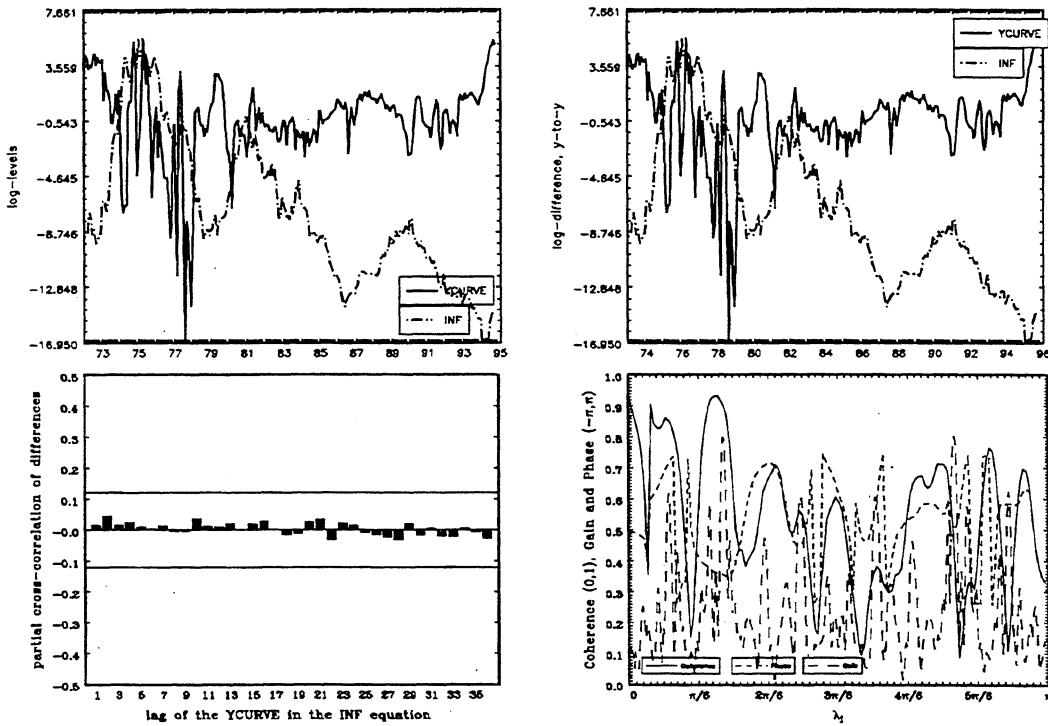 7.661
3.559
-0.543
-4.645
-8.746
-12.848
-16.950
log-levels
YCURVE
INF
73 75 77 79 81 83 85 87 89 91 93 95
7.661
3.559
-0.543
-4.645
-8.746
-12.848
-16.950
log-difference, y-to-y
YCURVE
INF
74 76 78 80 82 84 86 88 90 92 94 96
0.5
0.4
0.3
0.2
0.1
-0.0
-0.1
-0.2
-0.3
-0.4
-0.5
partial cross-correlation of differences
1 3 5 7 9 11 13 15 17 19 21 23 25 27 29 31 33 35
lag of the YCURVE in the INF equation
1.0
0.9
0.8
0.7
0.6
0.5
0.4
0.3
0.2
0.1
0.0
Coherence (0,1), Gain and Phase (-π,π)
Coherence Phase Gain
0 π/6 2π/6 3π/6 4π/6 5π/6 π
λj